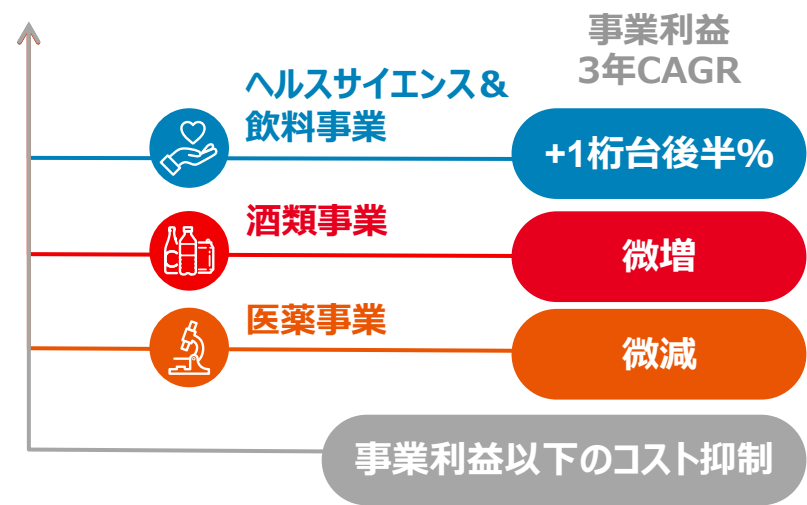 事業利益
3年CAGR
ヘルスサイエンス&
飲料事業
+1桁台後半%
酒類事業
微増
医薬事業
微減
事業利益以下のコスト抑制